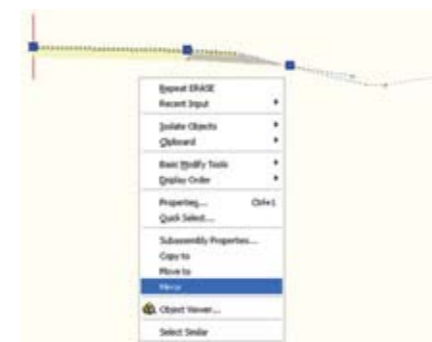 Repeat ERASE
Recent Input
Isolate Objects
Clipboard
Basic Modify Tools
Display Order
Properties... Ctrl+1
Quick Select...
Subassembly Properties...
Copy to
Move to
Mirror
Object Viewer...
Select Similar